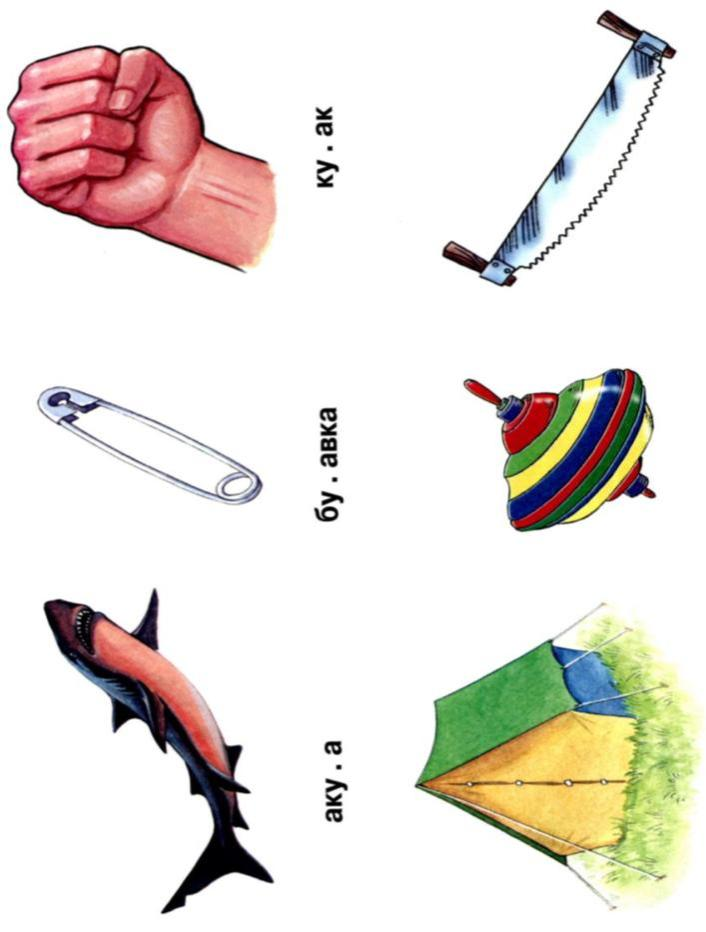 аку . а
бу . авка
ку . ак